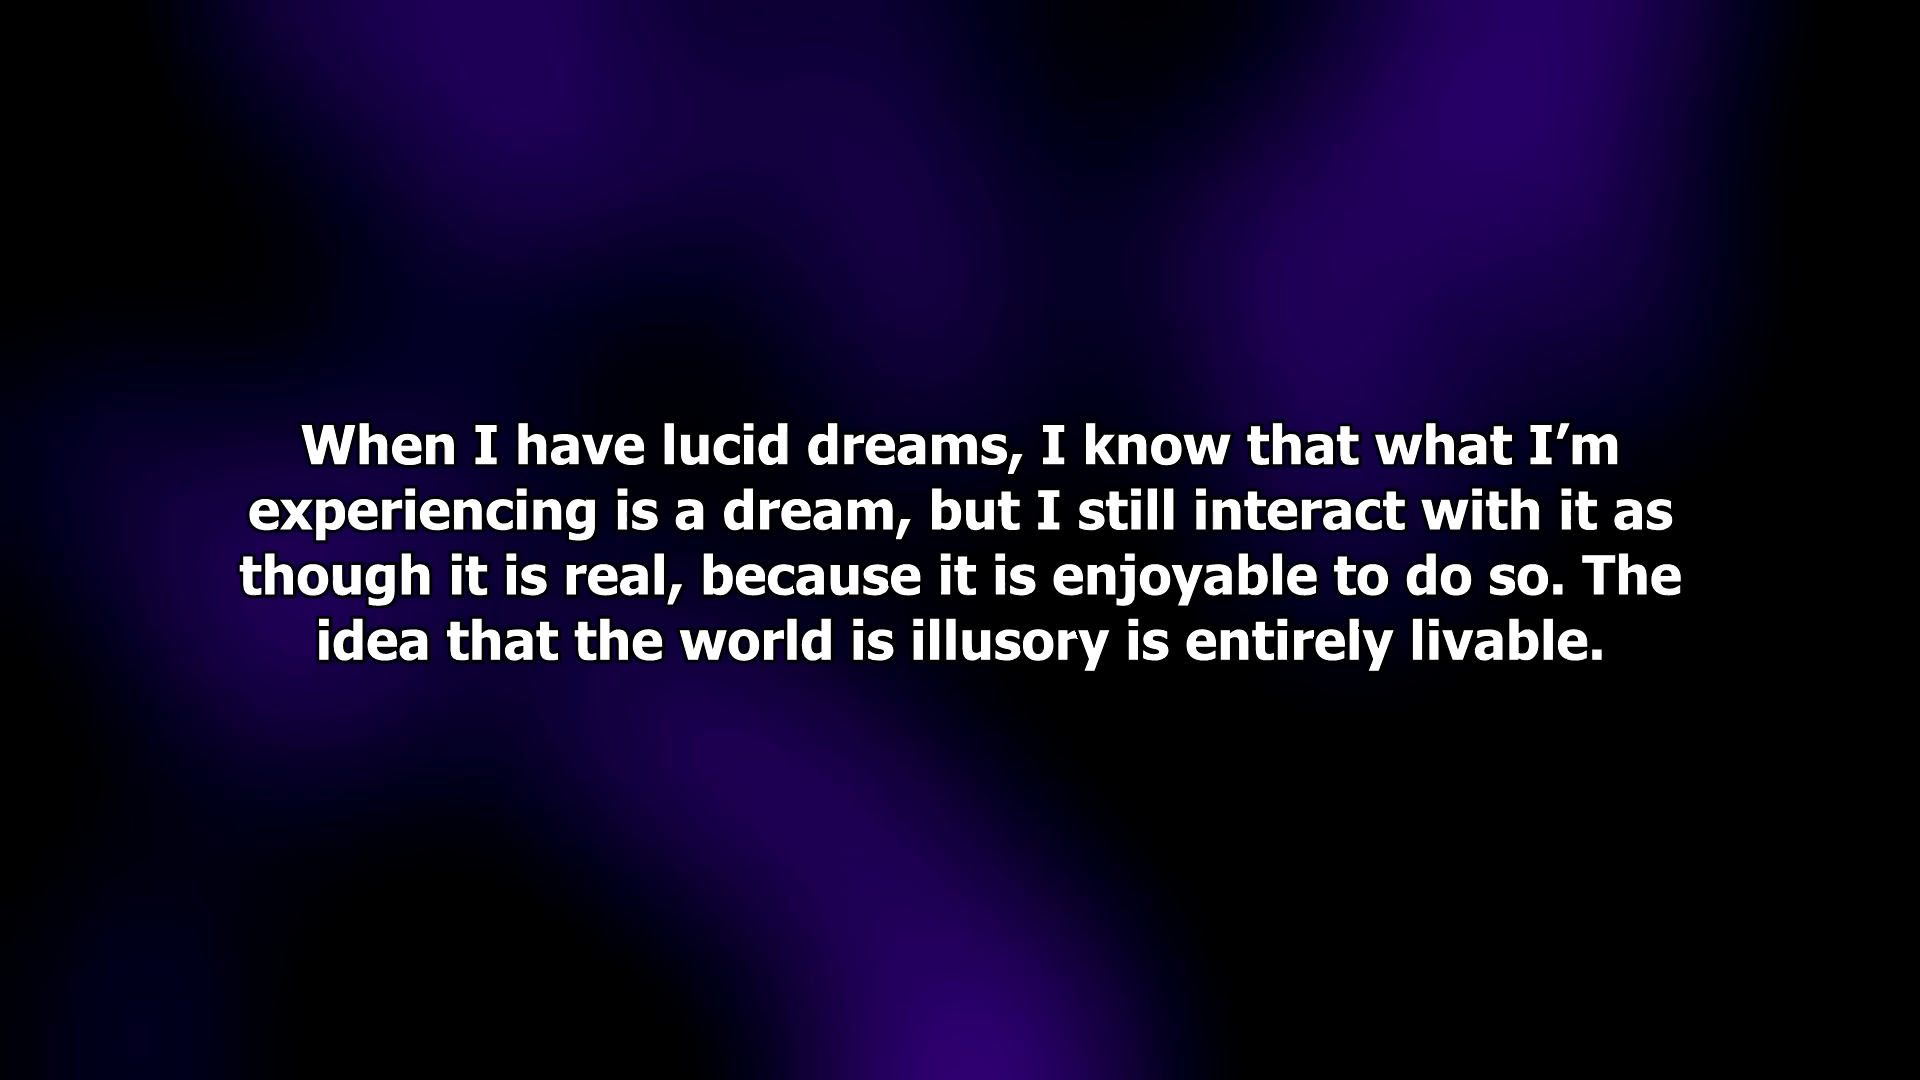 When I have lucid dreams, I know that what I’m
experiencing is a dream, but I still interact with it as
though it is real, because it is enjoyable to do so. The
idea that the world is illusory is entirely livable.